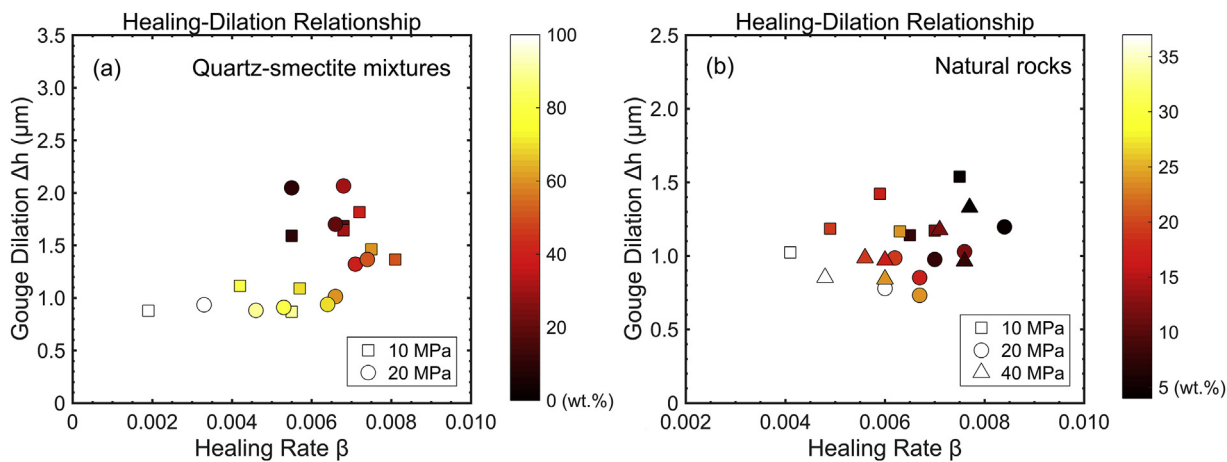 Healing-Dilation Relationship
(a)
Quartz-smectite mixtures
Gouge Dilation Δh (μm)
3.5
3.0
2.5
2.0
1.5
1.0
0.5
0
0
0.002
0.004
0.006
0.008
0.010
Healing Rate β
10 MPa
20 MPa
100
80
60
40
20
0 (wt.%)
Healing-Dilation Relationship
(b)
Natural rocks
Gouge Dilation Δh (μm)
2.5
2.0
1.5
1.0
0.5
0
0.002
0.004
0.006
0.008
0.010
Healing Rate β
10 MPa
20 MPa
40 MPa
35
30
25
20
15
10
5 (wt.%)